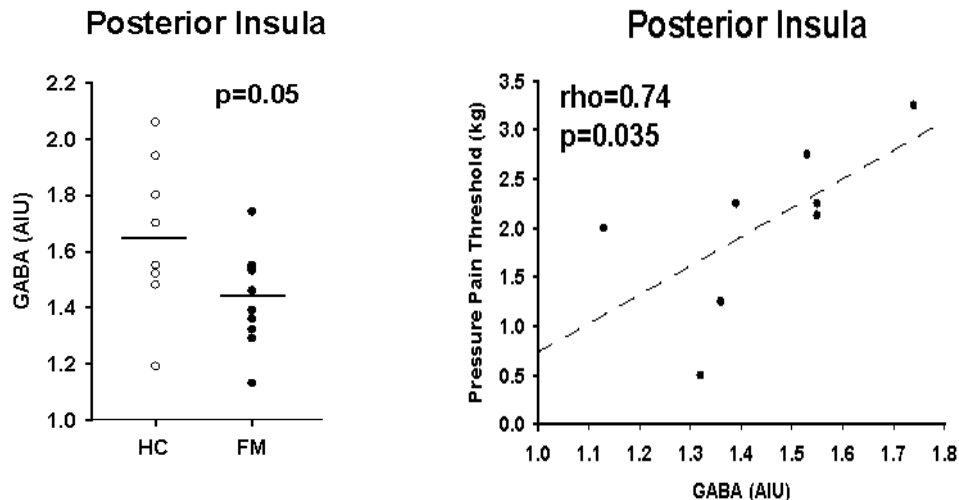 Posterior Insula
p=0.05
GABA (AIU)
2.2
2.0
1.8
1.6
1.4
1.2
1.0
HC FM
Posterior Insula
rho=0.74
p=0.035
Pressure Pain Threshold (kg)
3.5
3.0
2.5
2.0
1.5
1.0
0.5
0.0
1.0 1.1 1.2 1.3 1.4 1.5 1.6 1.7 1.8
GABA (AIU)